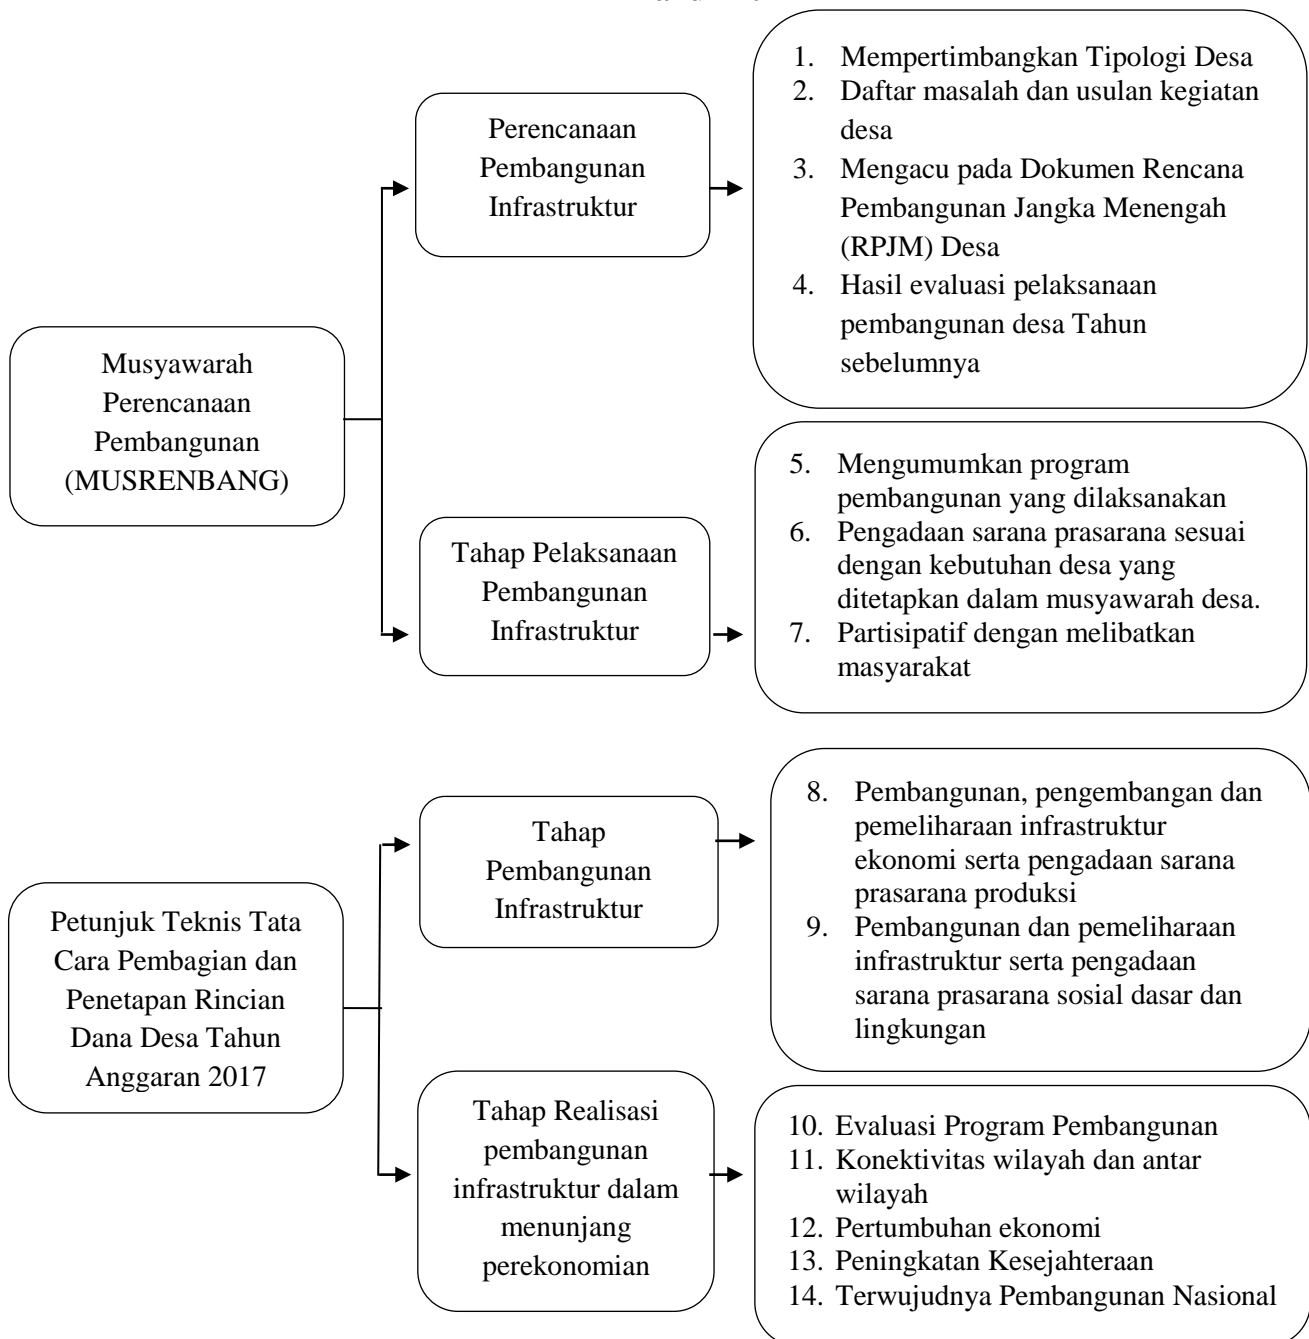 1. Mempertimbangkan Tipologi Desa
2. Daftar masalah dan usulan kegiatan
desa
3. Mengacu pada Dokumen Rencana
Pembangunan Jangka Menengah
(RPJM) Desa
4. Hasil evaluasi pelaksanaan
pembangunan desa Tahun
sebelumnya
Perencanaan
Pembangunan
Infrastruktur
Musyawarah
Perencanaan
Pembangunan
(MUSRENBANG)
Tahap Pelaksanaan
Pembangunan
Infrastruktur
5. Mengumumkan program
pembangunan yang dilaksanakan
6. Pengadaan sarana prasarana sesuai
dengan kebutuhan desa yang
ditetapkan dalam musyawarah desa.
7. Partisipatif dengan melibatkan
masyarakat
Tahap
Pembangunan
Infrastruktur
8. Pembangunan, pengembangan dan
pemeliharaan infrastruktur
ekonomi serta pengadaan sarana
prasarana produksi
9. Pembangunan dan pemeliharaan
infrastruktur serta pengadaan
sarana prasarana sosial dasar dan
lingkungan
Petunjuk Teknis Tata
Cara Pembagian dan
Penetapan Rincian
Dana Desa Tahun
Anggaran 2017
Tahap Realisasi
pembangunan
infrastruktur dalam
menunjang
perekonomian
10. Evaluasi Program Pembangunan
11. Konektivitas wilayah dan antar
wilayah
12. Pertumbuhan ekonomi
13. Peningkatan Kesejahteraan
14. Terwujudnya Pembangunan Nasional